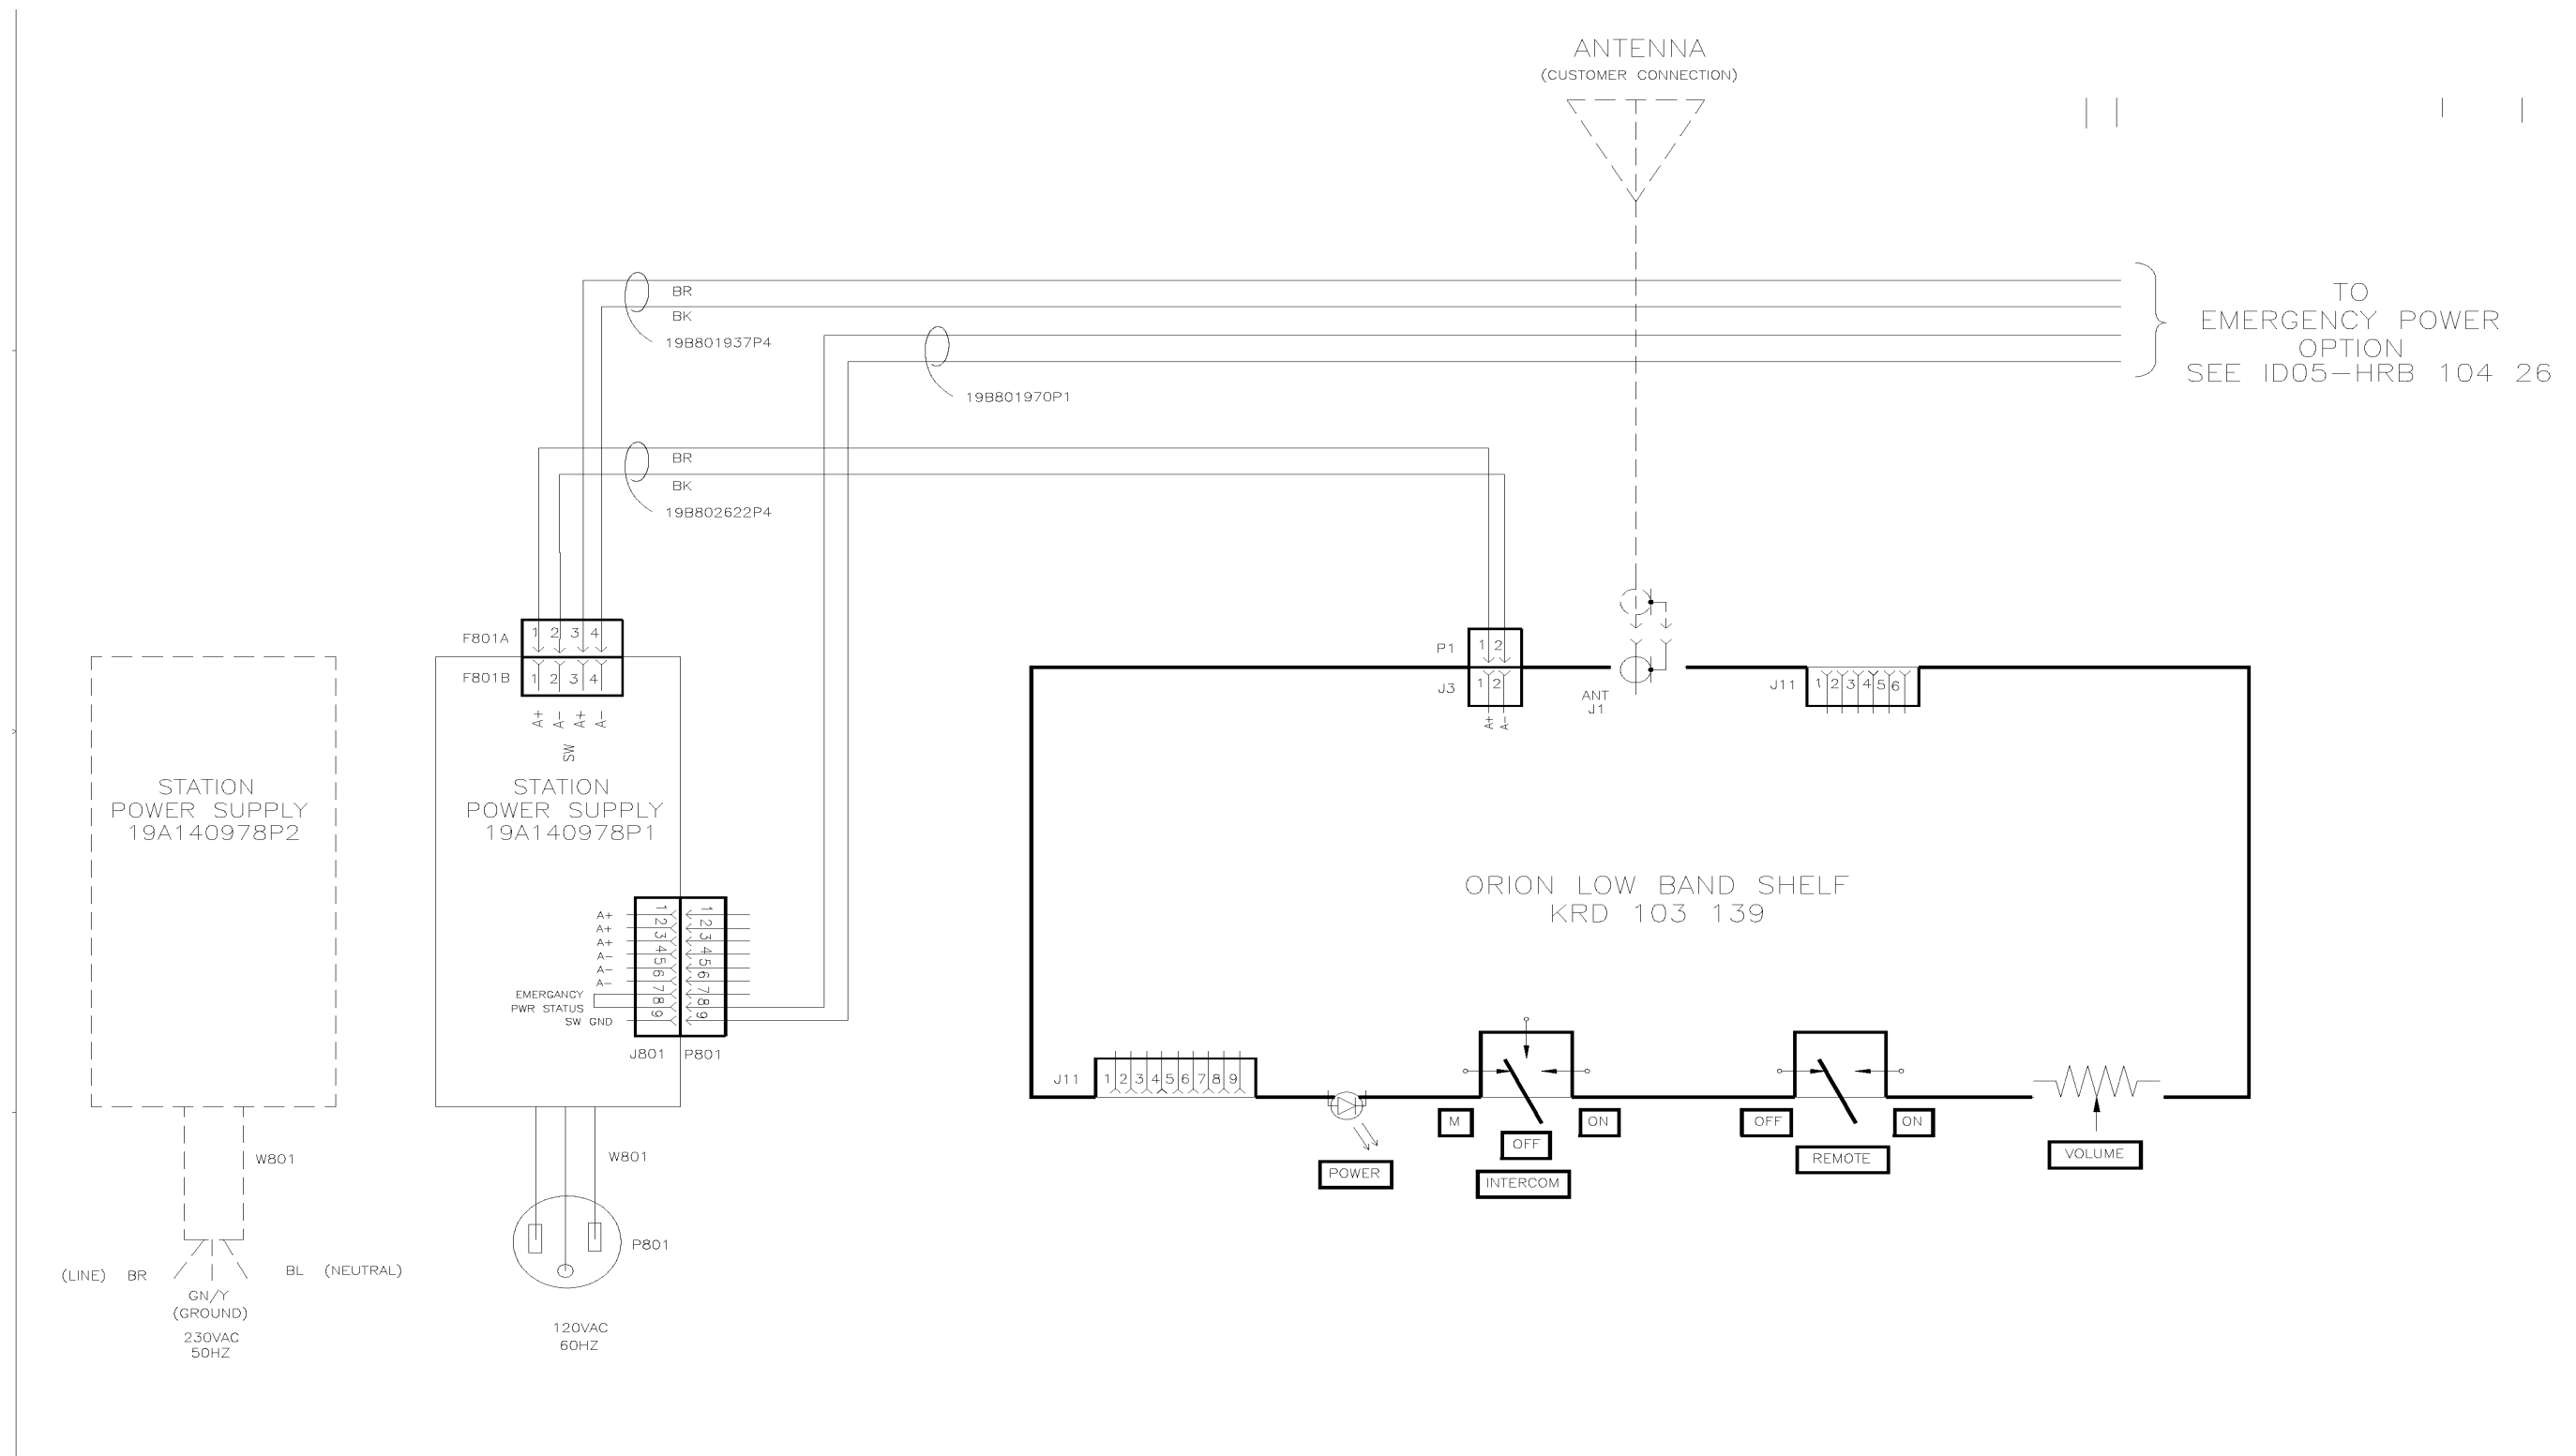 ANTENNA
(CUSTOMER CONNECTION)
BR
BK
19B801937P4
19B801970P1
TO
EMERGENCY POWER
OPTION
SEE ID05-HRB 104 26
BR
BK
19B802622P4
F801A
1 2 3 4
F801B
1 2 3 4
A+ A- A+ A-
SW
P1
1 2
J3
1 2
A+ A-
ANT
J1
J11
1 2 3 4 5 6
STATION
POWER SUPPLY
19A140978P2
STATION
POWER SUPPLY
19A140978P1
ORION LOW BAND SHELF
KRD 103 139
A+ 1 1
A+ 2 2
A+ 3 3
A- 4 4
A- 5 5
A- 6 6
EMERGANCY 7 7
PWR STATUS 8 8
SW GND 9 9
J801 P801
J11
1 2 3 4 5 6 7 8 9
M
OFF
ON
INTERCOM
POWER
OFF
ON
REMOTE
VOLUME
W801
W801
P801
(LINE) BR
BL (NEUTRAL)
GN/Y
(GROUND)
230VAC
50HZ
120VAC
60HZ